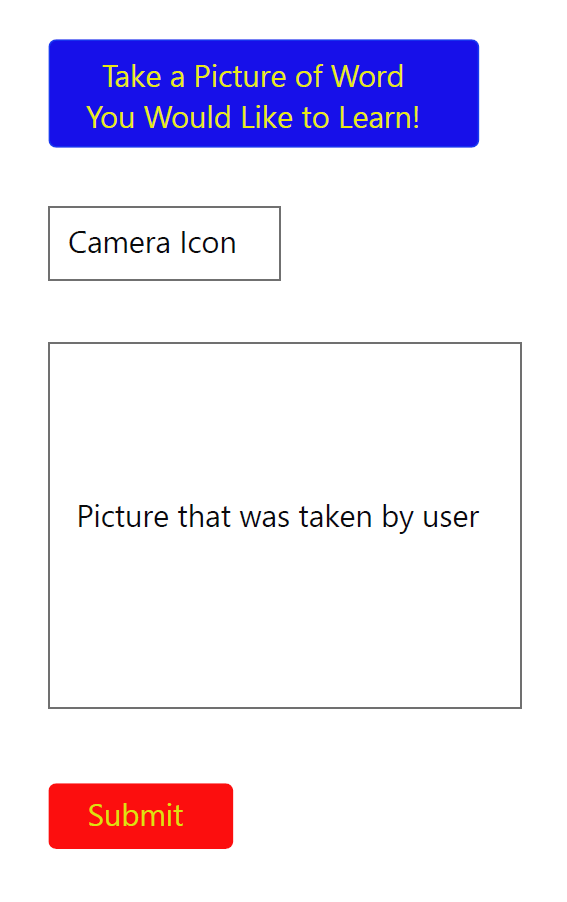 Take a Picture of Word
You Would Like to Learn!
Camera Icon
Picture that was taken by user
Submit